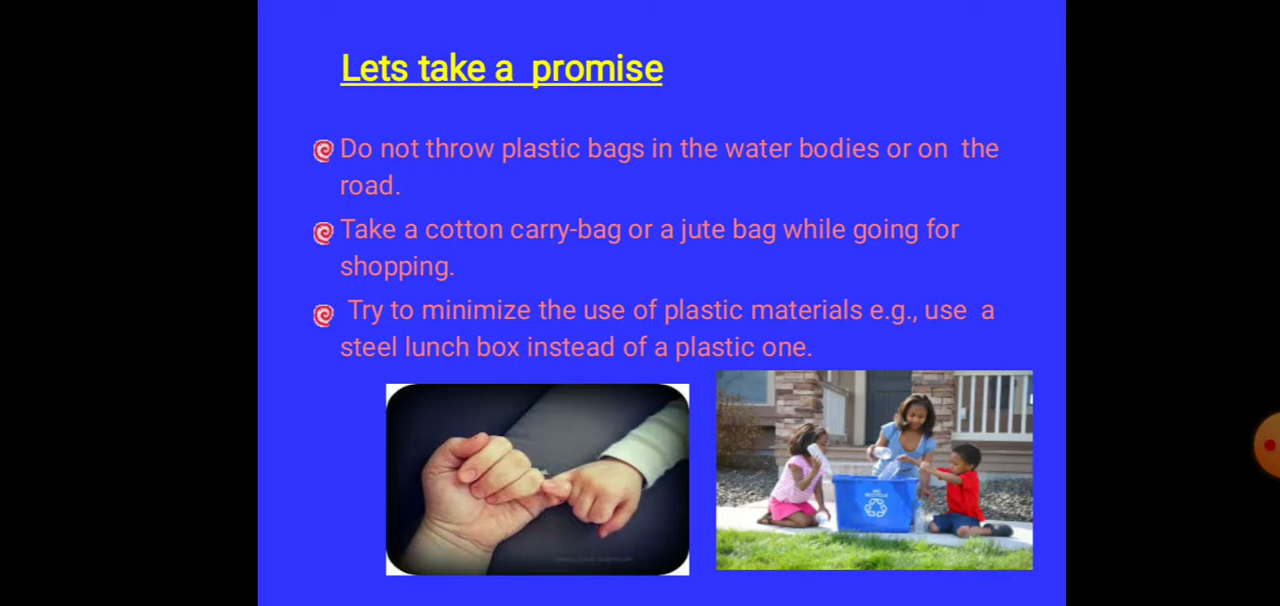 Lets take a promise
Do not throw plastic bags in the water bodies or on the
road.
Take a cotton carry-bag or a jute bag while going for
shopping.
Try to minimize the use of plastic materials e.g., use a
steel lunch box instead of a plastic one.
RECYCLE